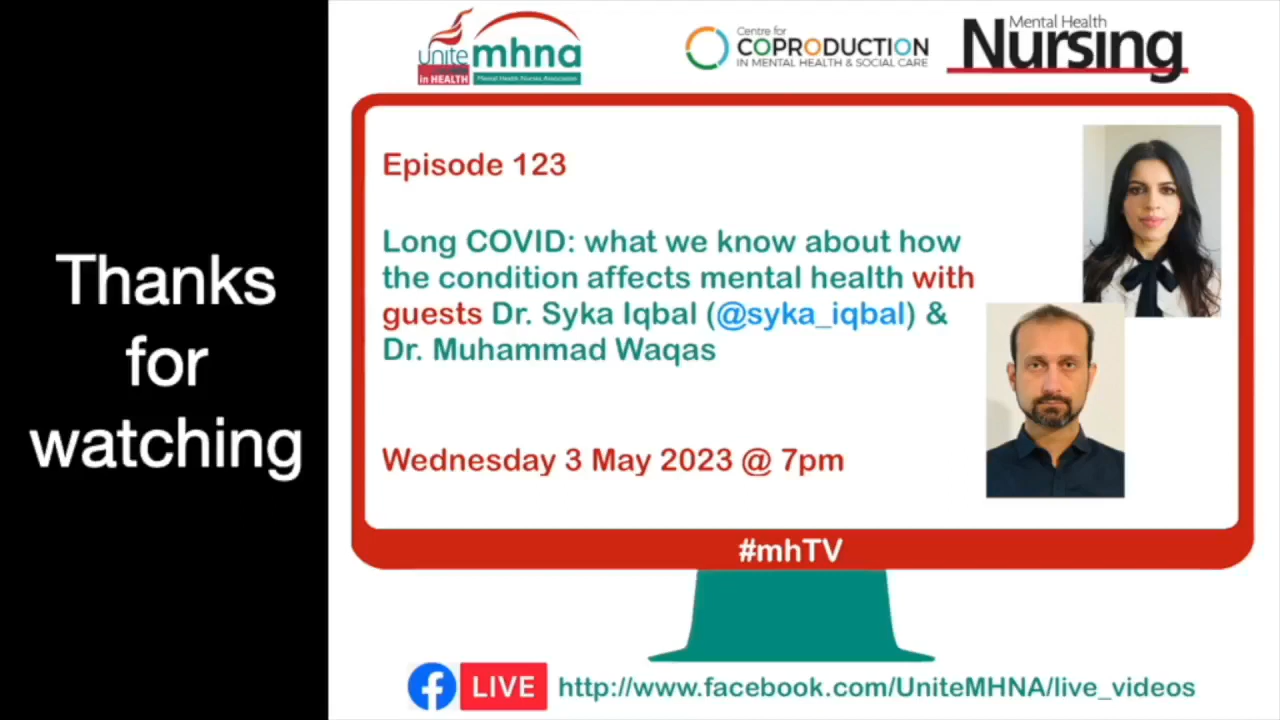 Thanks
for
watching
unite
in HEALTH
mhna
Mental Health Nurses Association
Centre for
COPRODUCTION
IN MENTAL HEALTH & SOCIAL CARE
Mental Health
Nursing
Episode 123
Long COVID: what we know about how
the condition affects mental health with
guests Dr. Syka Iqbal (@syka_iqbal) &
Dr. Muhammad Waqas
Wednesday 3 May 2023 @ 7pm
#mhTV
LIVE http://www.facebook.com/UniteMHNA/live_videos